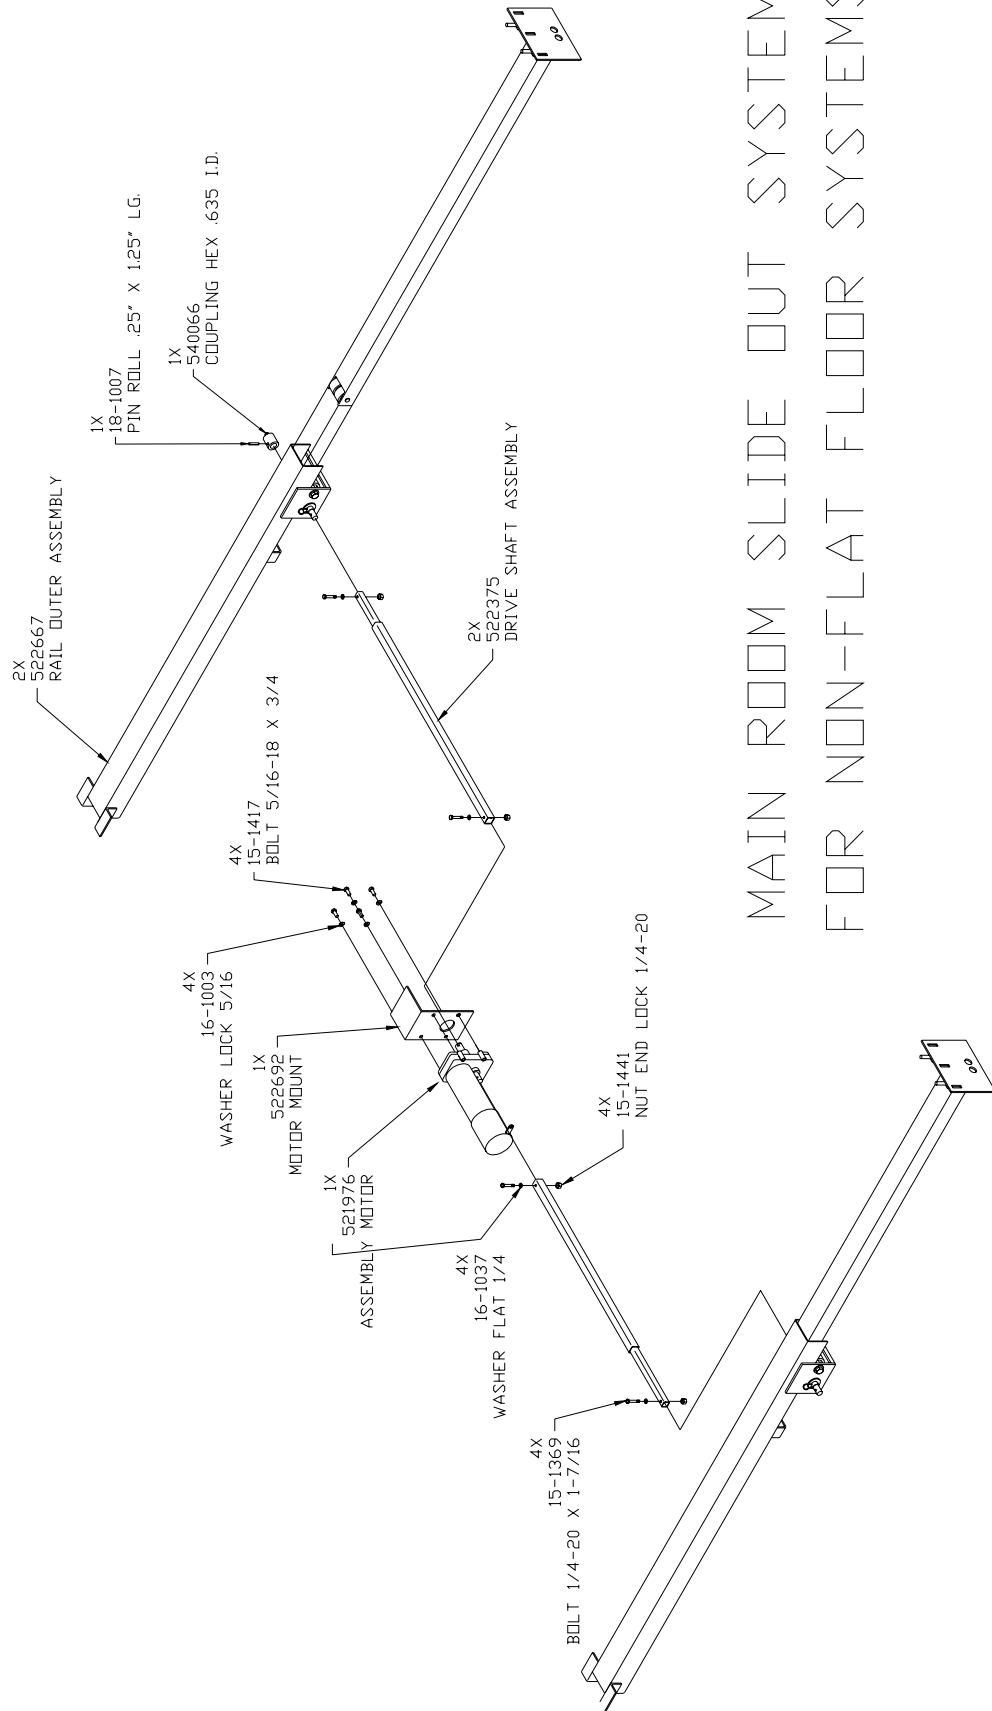 2X
522667
RAIL OUTER ASSEMBLY
1X
18-1007
PIN ROLL .25" X 1.25" LG.
1X
540066
COUPLING HEX .635 I.D.
4X
15-1417
BOLT 5/16-18 X 3/4
2X
522375
DRIVE SHAFT ASSEMBLY
4X
16-1003
WASHER LOCK 5/16
1X
522692
MOTOR MOUNT
1X
521976
ASSEMBLY MOTOR
4X
16-1037
WASHER FLAT 1/4
4X
15-1441
NUT END LOCK 1/4-20
4X
15-1369
BOLT 1/4-20 X 1-7/16
MAIN ROOM SLIDE OUT SYSTEM
FOR NON-FLAT FLOOR SYSTEMS